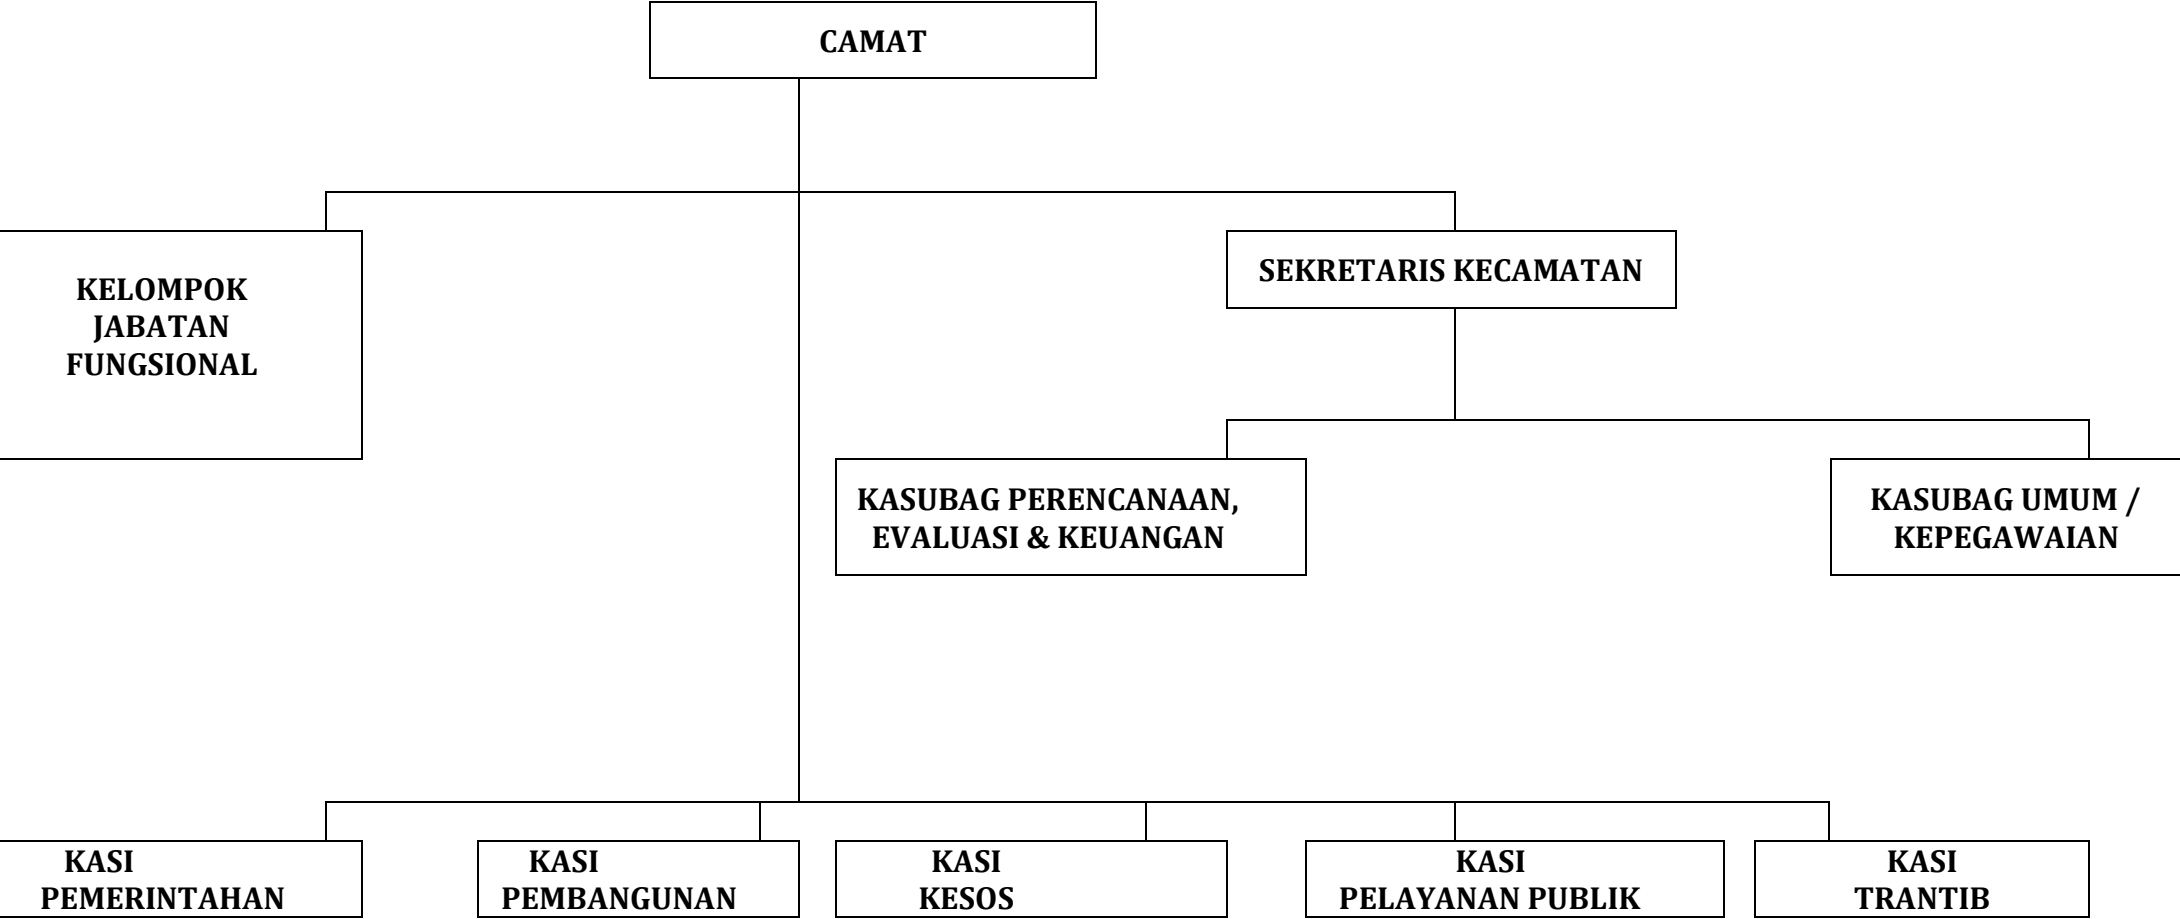 CAMAT
KELOMPOK
JABATAN
FUNGSIONAL
SEKRETARIS KECAMATAN
KASUBAG PERENCANAAN,
EVALUASI & KEUANGAN
KASUBAG UMUM /
KEPEGAWAIAN
KASI
PEMERINTAHAN
KASI
PEMBANGUNAN
KASI
KESOS
KASI
PELAYANAN PUBLIK
KASI
TRANTIB